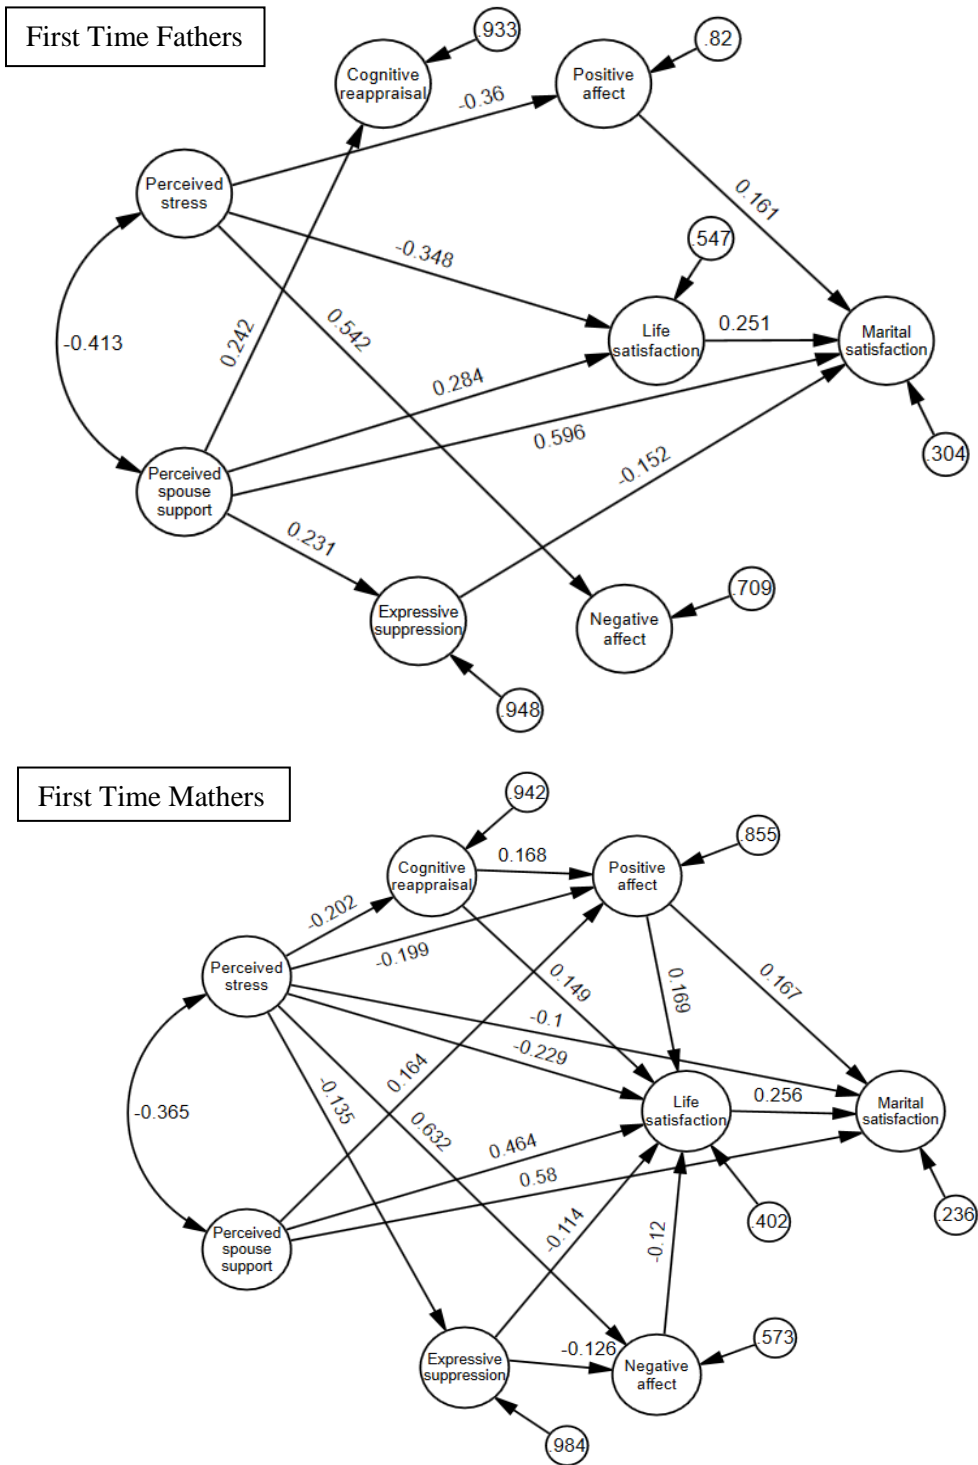 First Time Fathers
.933
.82
Cognitive
reappraisal
Positive
affect
-0.36
Perceived
stress
0.161
.547
-0.348
0.542
0.242
-0.413
Life
satisfaction
0.251
Marital
satisfaction
0.284
0.596
.304
-0.152
Perceived
spouse
support
0.231
Expressive
suppression
Negative
affect
.709
.948
First Time Mathers
.942
.855
Cognitive
reappraisal
0.168
Positive
affect
-0.202
-0.199
Perceived
stress
0.149
0.169
0.167
-0.1
-0.229
0.164
-0.135
0.632
-0.365
Life
satisfaction
0.256
Marital
satisfaction
0.464
0.58
.402
.236
Perceived
spouse
support
-0.114
-0.12
Expressive
suppression
-0.126
Negative
affect
.573
.984